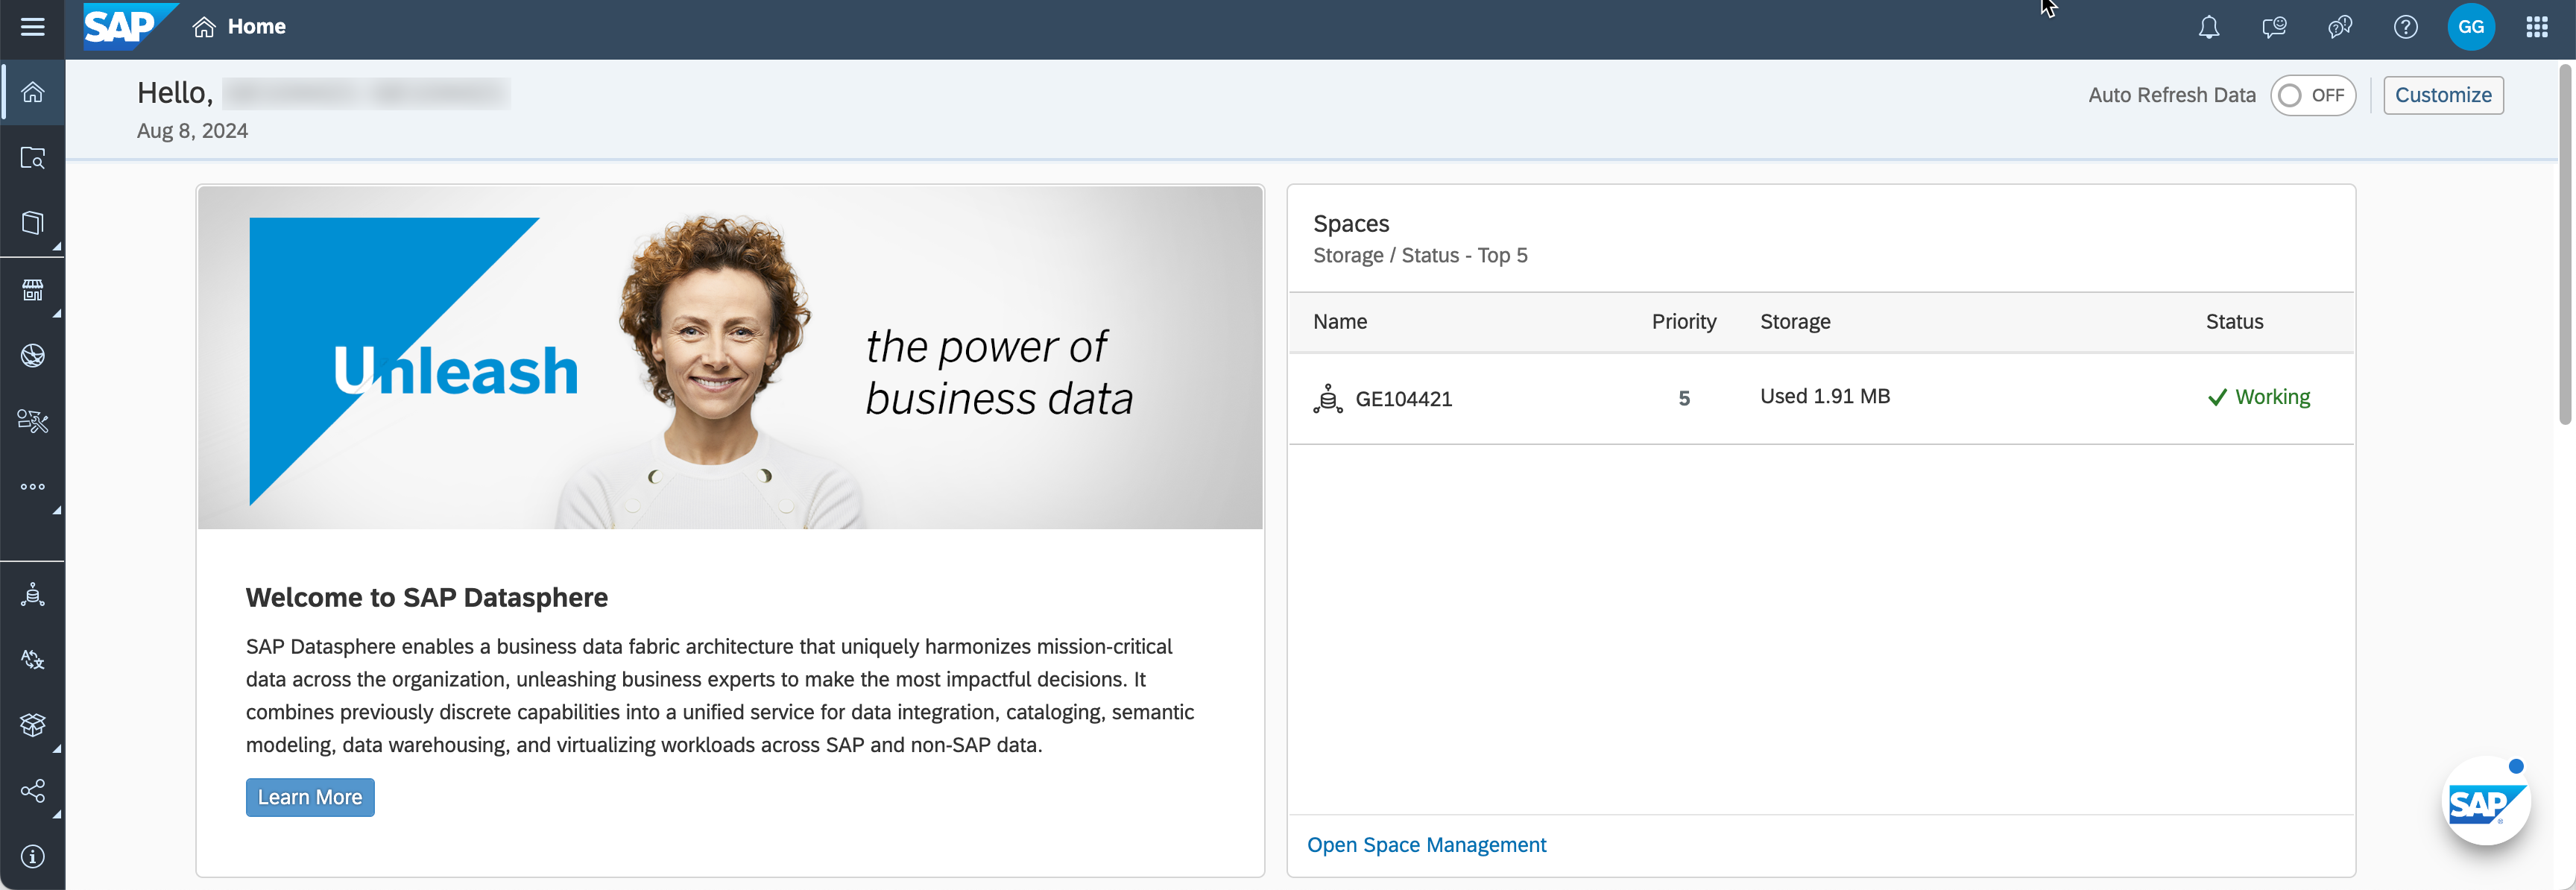 SAP Home
GG
Hello,
Aug 8, 2024
Auto Refresh Data OFF Customize
Unleash
the power of
business data
Welcome to SAP Datasphere
SAP Datasphere enables a business data fabric architecture that uniquely harmonizes mission-critical
data across the organization, unleashing business experts to make the most impactful decisions. It
combines previously discrete capabilities into a unified service for data integration, cataloging, semantic
modeling, data warehousing, and virtualizing workloads across SAP and non-SAP data.
Learn More
Spaces
Storage / Status - Top 5
Name Priority Storage Status
GE104421 5 Used 1.91 MB Working
Open Space Management
SAP